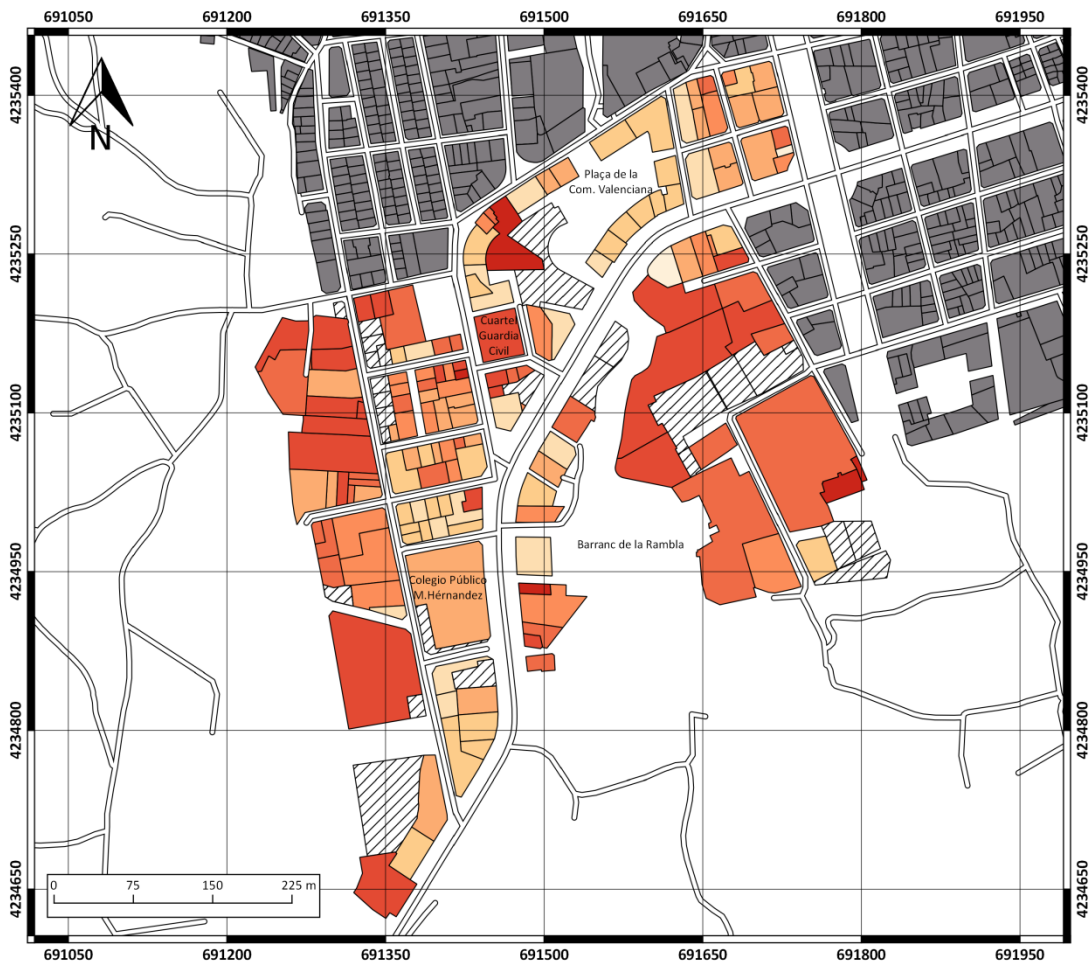 691050 691200 691350 691500 691650 691800 691950
4235400 4235400
N
Plaça de la
Com. Valenciana
4235250 4235250
Cuartel
Guardia
Civil
4235100 4235100
Barranc de la Rambla
4234950 4234950
Colegio Público
M.Hérnandez
4234800 4234800
4234650 4234650
0 75 150 225 m
691050 691200 691350 691500 691650 691800 691950